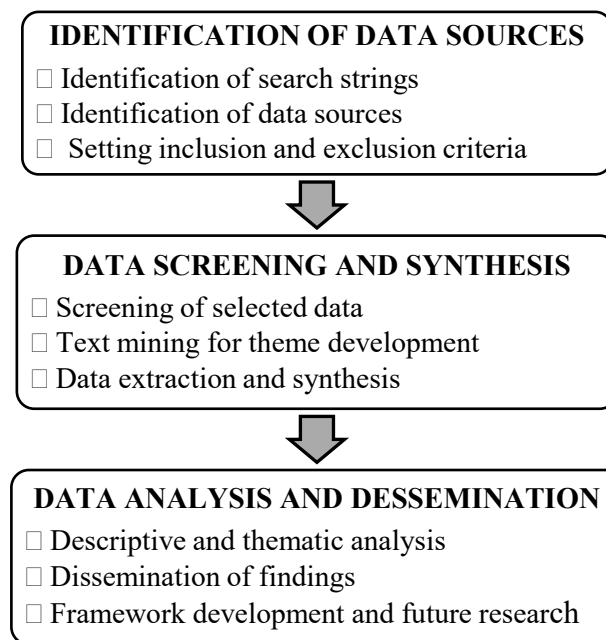 IDENTIFICATION OF DATA SOURCES
□ Identification of search strings
□ Identification of data sources
□ Setting inclusion and exclusion criteria
DATA SCREENING AND SYNTHESIS
□ Screening of selected data
□ Text mining for theme development
□ Data extraction and synthesis
DATA ANALYSIS AND DESSEMINATION
□ Descriptive and thematic analysis
□ Dissemination of findings
□ Framework development and future research